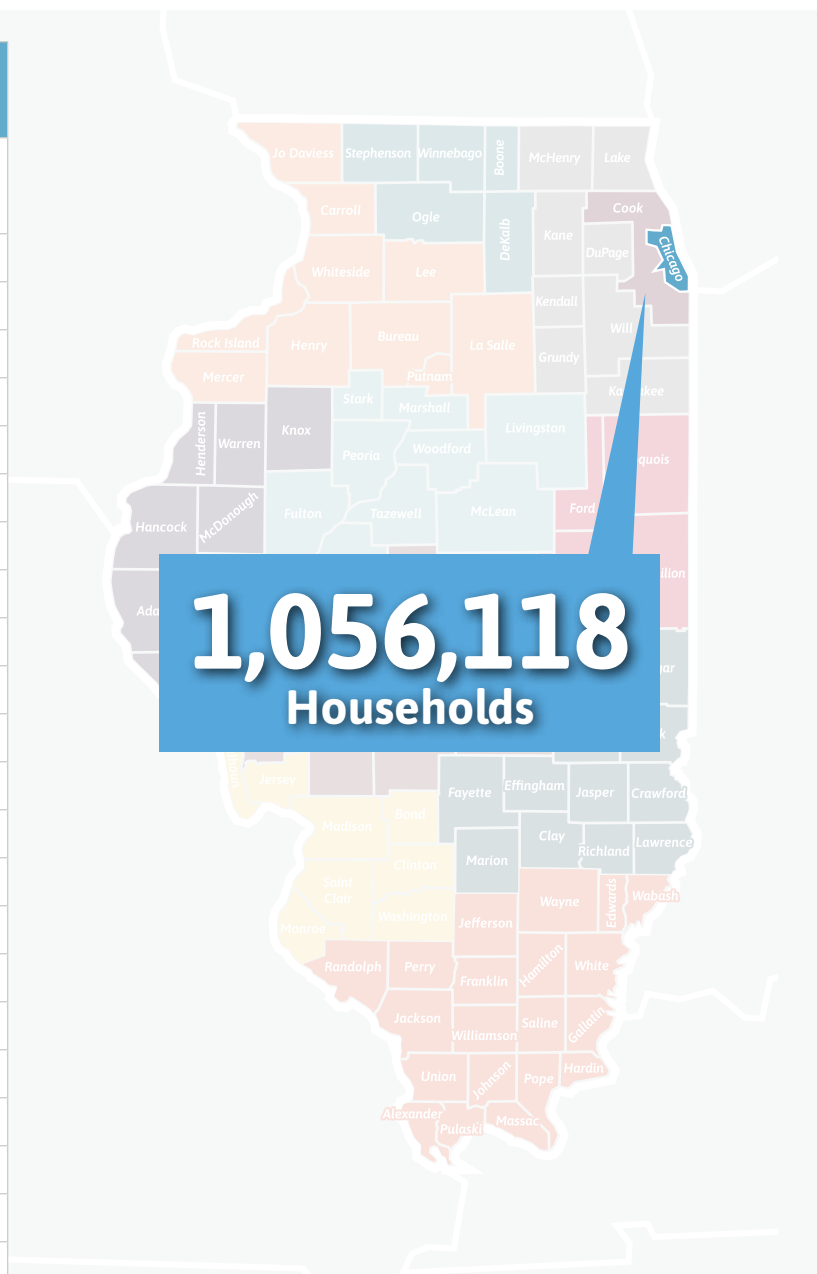 Jo Daviess
Stephenson
Winnebago
Boone
McHenry
Lake
Carroll
Ogle
DeKalb
Kane
Cook
DuPage
Chicago
Whiteside
Lee
Kendall
Will
Rock Island
Henry
Bureau
La Salle
Grundy
Mercer
Putnam
Henderson
Warren
Knox
Stark
Marshall
Livingston
Peoria
Woodford
Hancock
McDonough
Fulton
Tazewell
McLean
Ford
quois
ilion
Ada
gar
k
1,056,118
Households
Jersey
Fayette
Effingham
Jasper
Crawford
Madison
Bond
Clay
Richland
Lawrence
Clinton
Marion
Saint
Clair
Washington
Monroe
Jefferson
Wayne
Edwards
Wabash
Randolph
Perry
Franklin
Hamilton
White
Jackson
Williamson
Saline
Gallatin
Union
Johnson
Pope
Hardin
Alexander
Pulaski
Massac